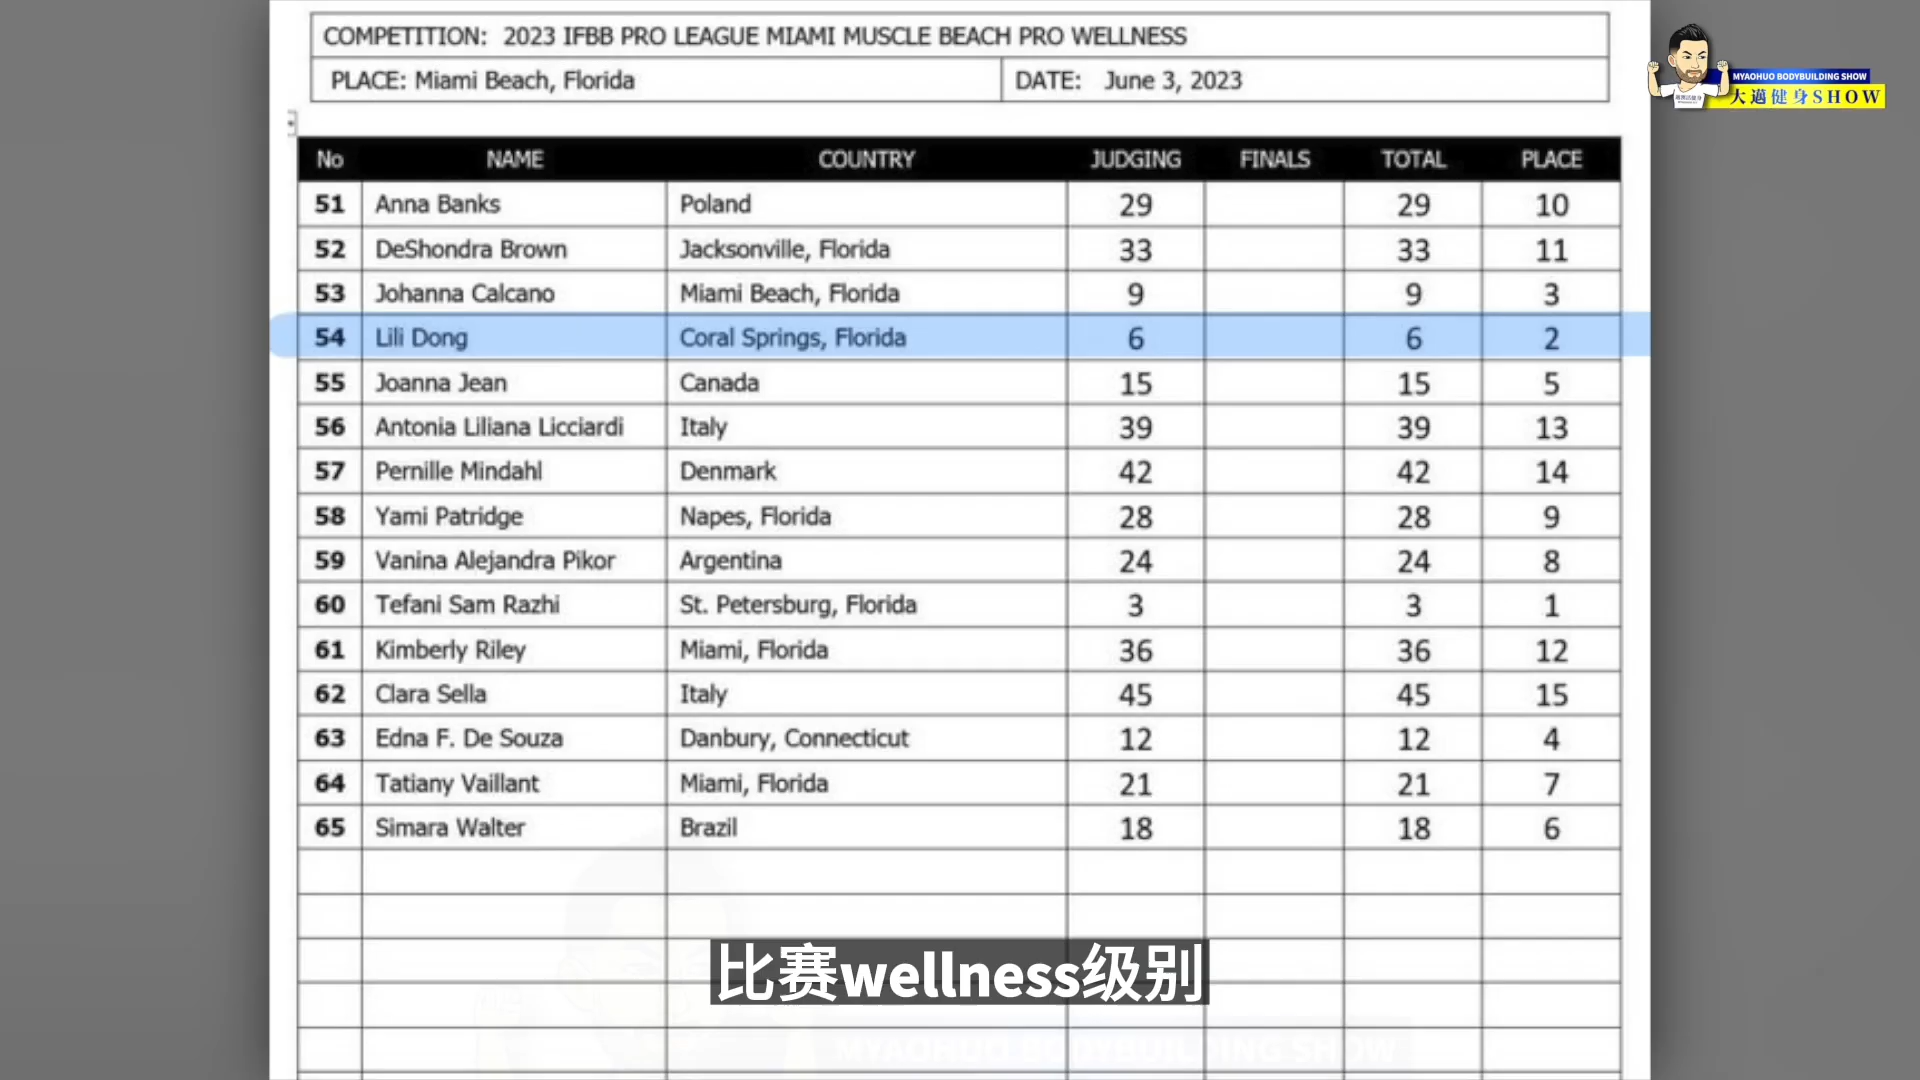 COMPETITION: 2023 IFBB PRO LEAGUE MIAMI MUSCLE BEACH PRO WELLNESS
PLACE: Miami Beach, Florida DATE: June 3, 2023
MYAOHUO BODYBUILDING SHOW
大邁健身SHOW
No NAME COUNTRY JUDGING FINALS TOTAL PLACE
51 Anna Banks Poland 29 29 10
52 DeShondra Brown Jacksonville, Florida 33 33 11
53 Johanna Calcano Miami Beach, Florida 9 9 3
54 Lili Dong Coral Springs, Florida 6 6 2
55 Joanna Jean Canada 15 15 5
56 Antonia Liliana Licciardi Italy 39 39 13
57 Pernille Mindahl Denmark 42 42 14
58 Yami Patridge Napes, Florida 28 28 9
59 Vanina Alejandra Pikor Argentina 24 24 8
60 Tefani Sam Razhi St. Petersburg, Florida 3 3 1
61 Kimberly Riley Miami, Florida 36 36 12
62 Clara Sella Italy 45 45 15
63 Edna F. De Souza Danbury, Connecticut 12 12 4
64 Tatiany Vaillant Miami, Florida 21 21 7
65 Simara Walter Brazil 18 18 6
比赛wellness级别
MYAOHUO BODYBUILDING SHOW